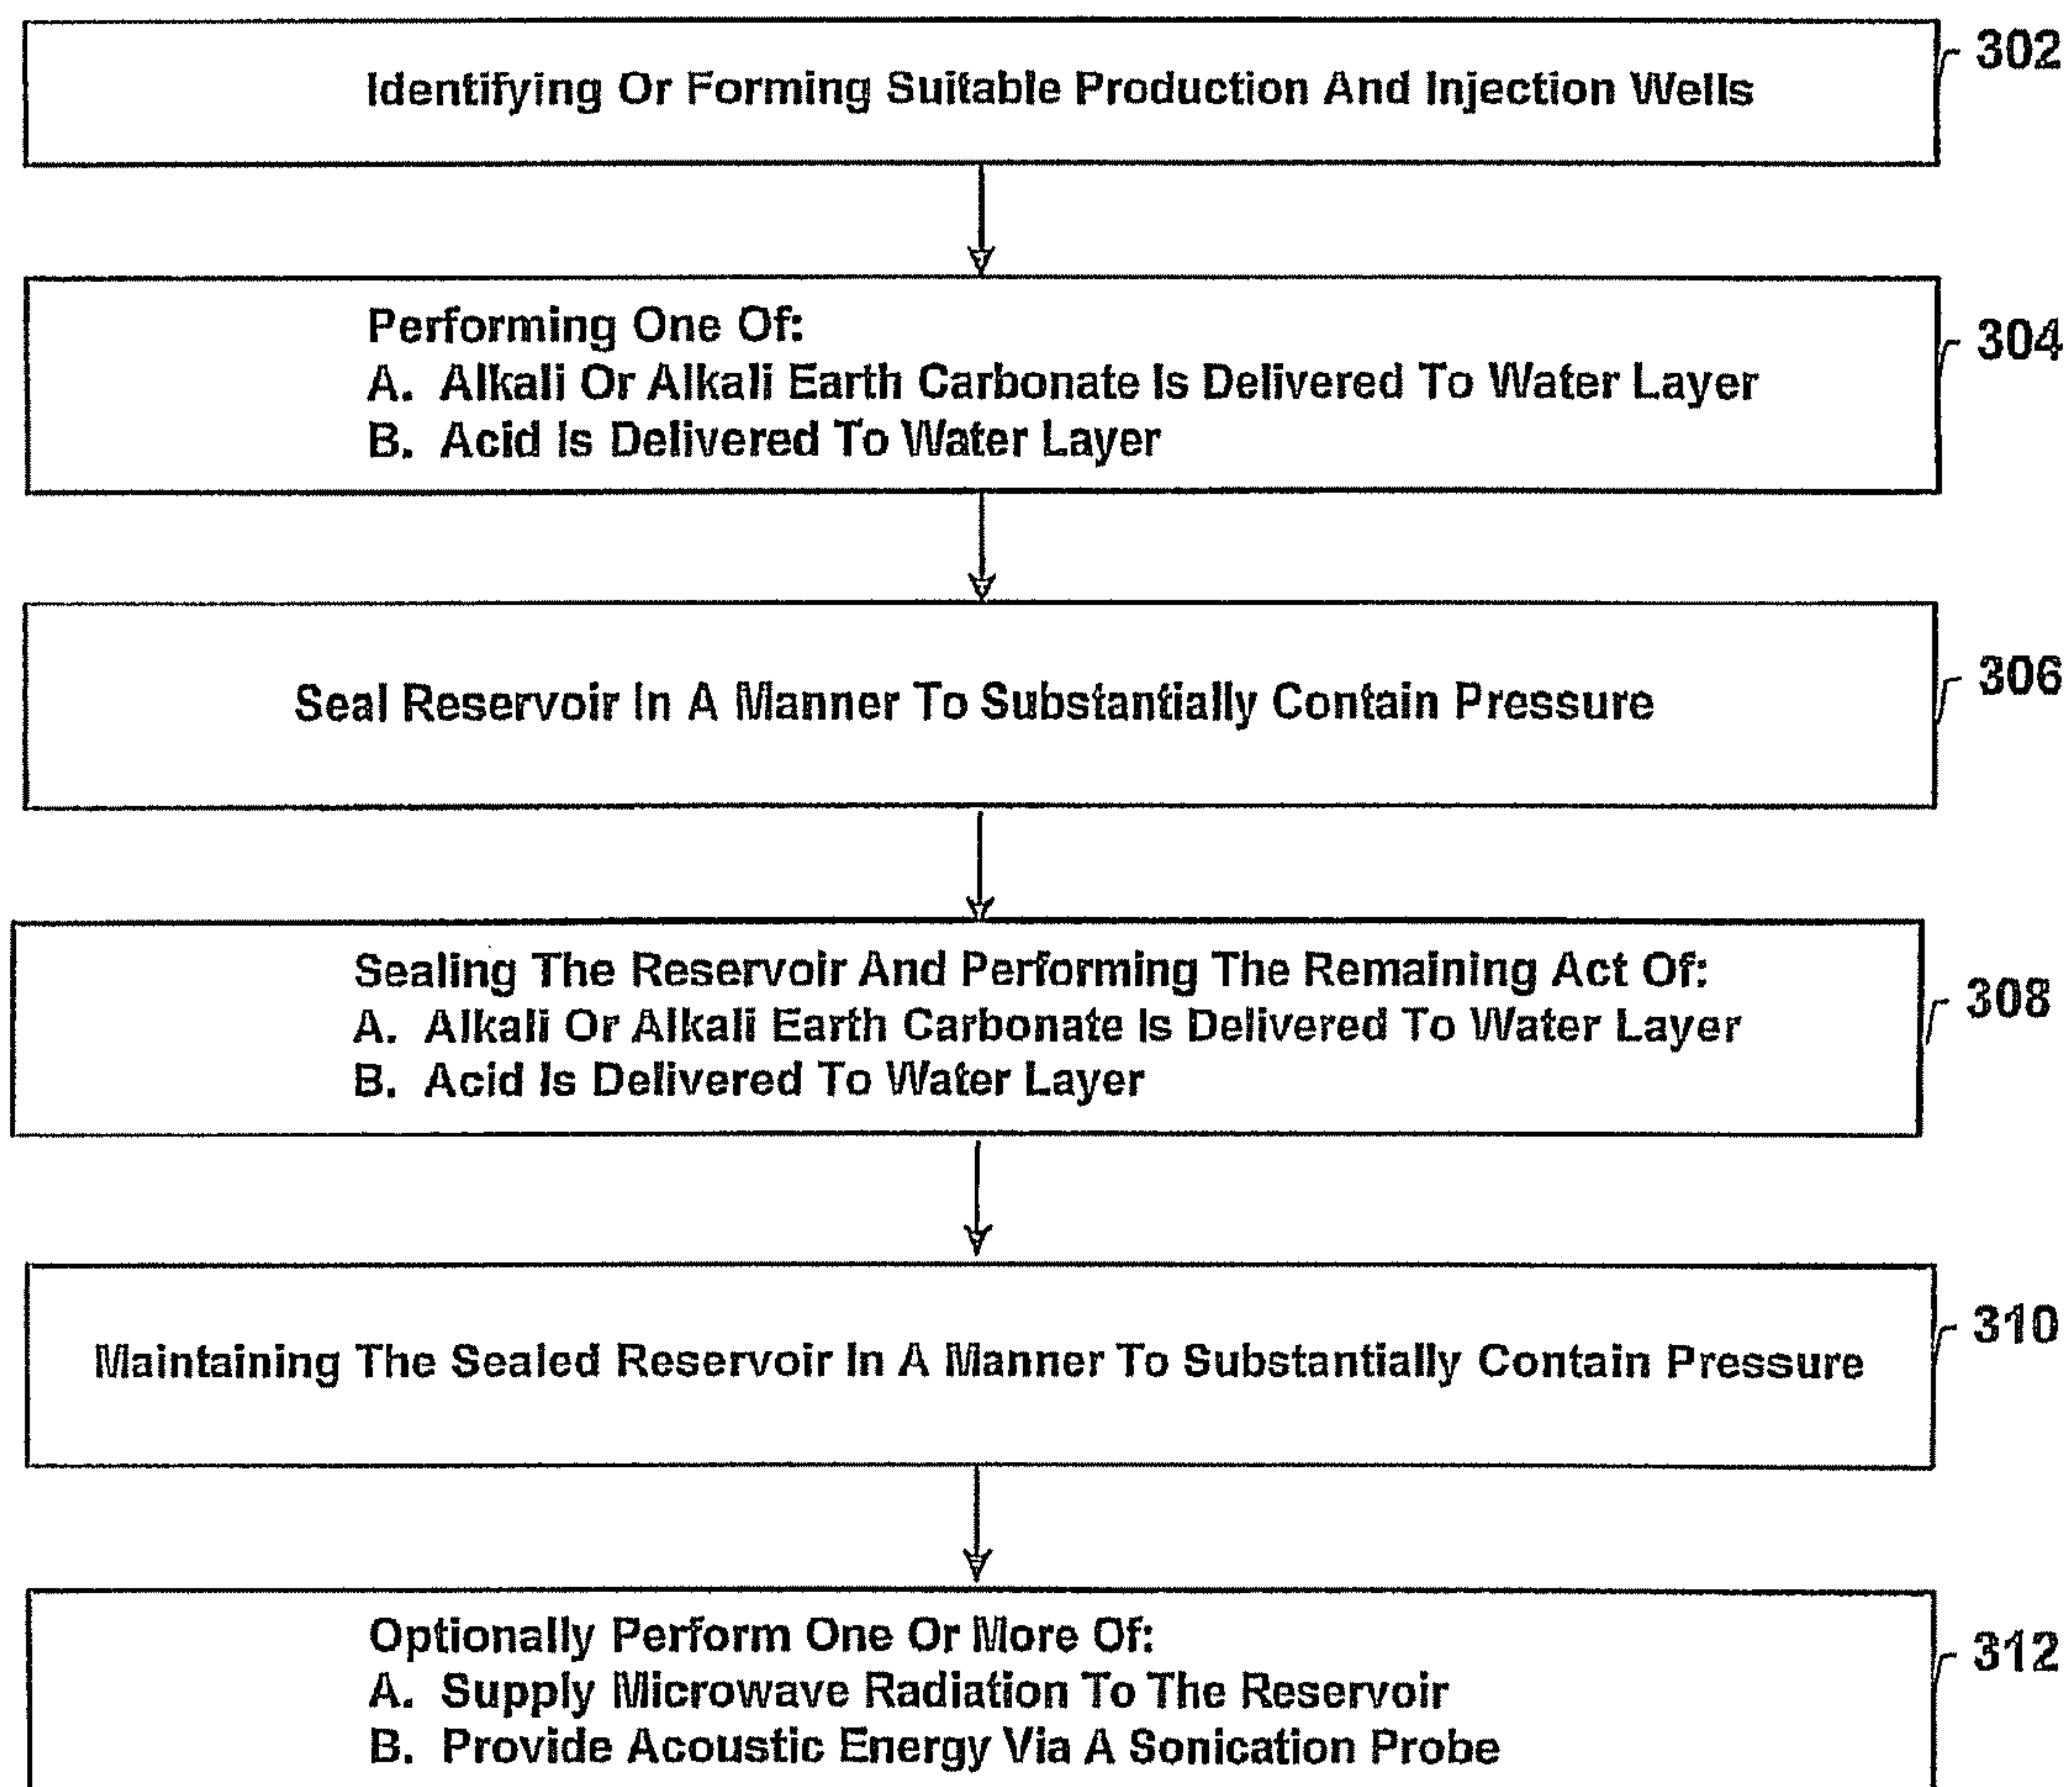 Identifying Or Forming Suitable Production And Injection Wells
302
Performing One Of:
A. Alkali Or Alkali Earth Carbonate Is Delivered To Water Layer
B. Acid Is Delivered To Water Layer
304
Seal Reservoir In A Manner To Substantially Contain Pressure
306
Sealing The Reservoir And Performing The Remaining Act Of:
A. Alkali Or Alkali Earth Carbonate Is Delivered To Water Layer
B. Acid Is Delivered To Water Layer
308
Maintaining The Sealed Reservoir In A Manner To Substantially Contain Pressure
310
Optionally Perform One Or More Of:
A. Supply Microwave Radiation To The Reservoir
B. Provide Acoustic Energy Via A Sonication Probe
312